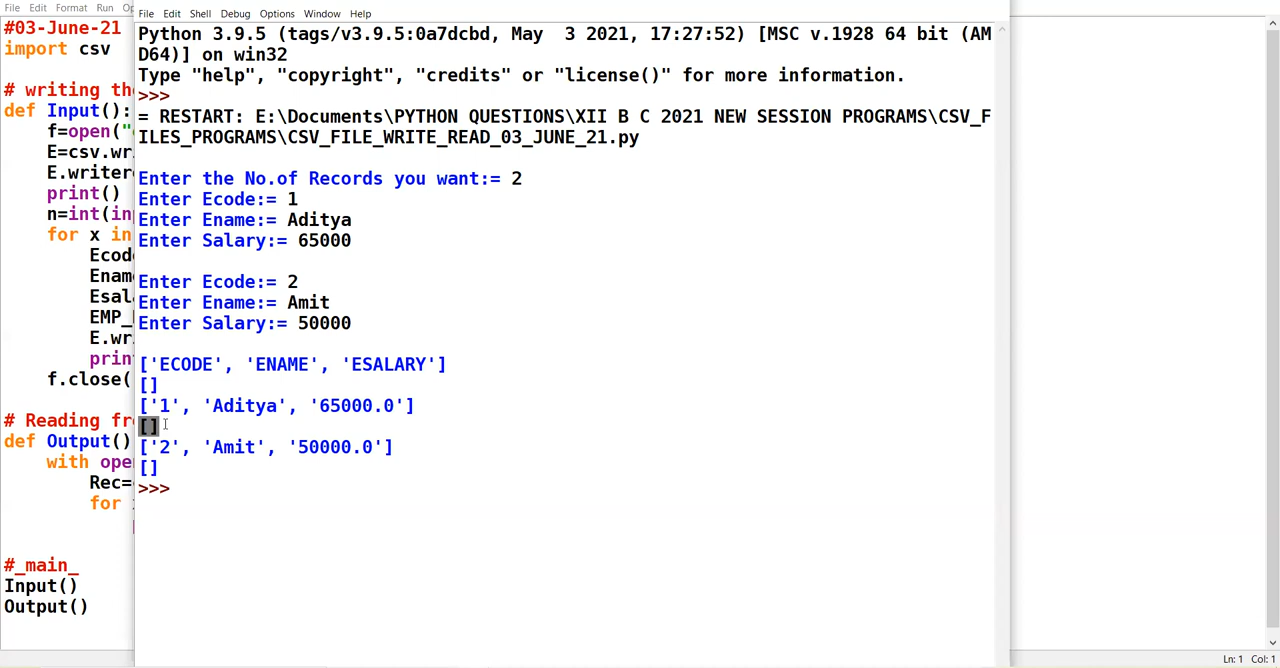 File Edit Format Run
#03-June-21
import csv
# writing the
def Input():
f=open("
E=csv.wr
E.writer
print()
n=int(in
for x in
Ecod
Enam
Esal
EMP_
E.wr
prin
f.close(
# Reading fr
def Output()
with ope
Rec=
for
#_main_
Input()
Output()
File Edit Shell Debug Options Window Help
Python 3.9.5 (tags/v3.9.5:0a7dcbd, May  3 2021, 17:27:52) [MSC v.1928 64 bit (AM
D64)] on win32
Type "help", "copyright", "credits" or "license()" for more information.
>>>
= RESTART: E:\Documents\PYTHON QUESTIONS\XII B C 2021 NEW SESSION PROGRAMS\CSV_F
ILES_PROGRAMS\CSV_FILE_WRITE_READ_03_JUNE_21.py
Enter the No.of Records you want:= 2
Enter Ecode:= 1
Enter Ename:= Aditya
Enter Salary:= 65000
Enter Ecode:= 2
Enter Ename:= Amit
Enter Salary:= 50000
['ECODE', 'ENAME', 'ESALARY']
[]
['1', 'Aditya', '65000.0']
[]
['2', 'Amit', '50000.0']
[]
>>>
Ln: 1 Col: 1